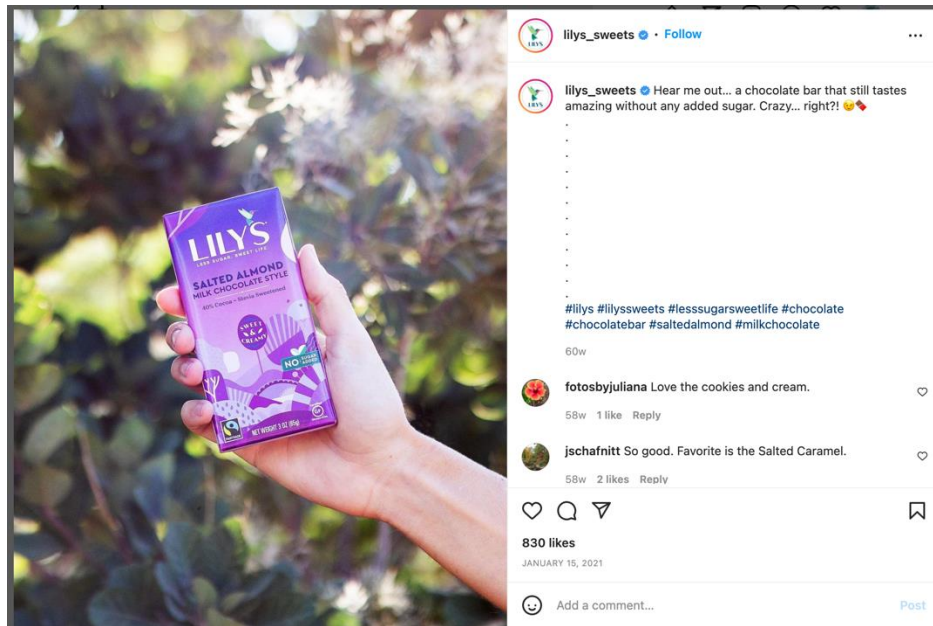 LILY'S
LESS SUGAR. SWEET LIFE
SALTED ALMOND
MILK CHOCOLATE STYLE
40% Cocoa • Stevia Sweetened
SWEET
&
CREAMY
NO SUGAR
ADDED
NET WEIGHT 3 OZ (85g)
lilys_sweets • Follow
lilys_sweets Hear me out... a chocolate bar that still tastes
amazing without any added sugar. Crazy... right?! 😉🍫
.
.
.
.
.
.
.
.
.
.
.
.
#lilys #lilyssweets #lesssugarsweetlife #chocolate
#chocolatebar #saltedalmond #milkchocolate
60w
fotosbyjuliana Love the cookies and cream.
58w 1 like Reply
jschafnitt So good. Favorite is the Salted Caramel.
58w 2 likes Reply
830 likes
JANUARY 15, 2021
Add a comment...
Post